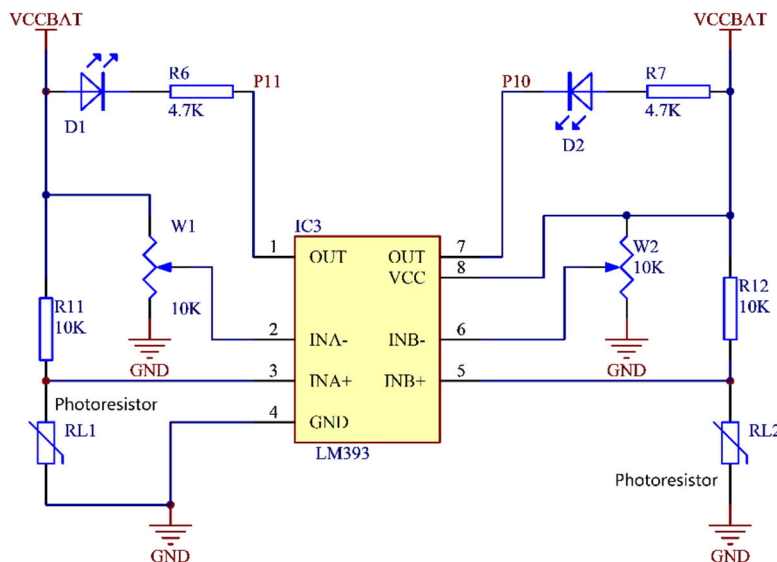 VCCBAT
VCCBAT
R6
P11
P10
R7
4.7K
4.7K
D1
D2
W1
IC3
W2
1
OUT
OUT
7
VCC
8
10K
R11
10K
10K
R12
10K
2
INA-
INB-
6
GND
GND
3
INA+
INB+
5
Photoresistor
4
GND
RL1
RL2
LM393
Photoresistor
GND
GND